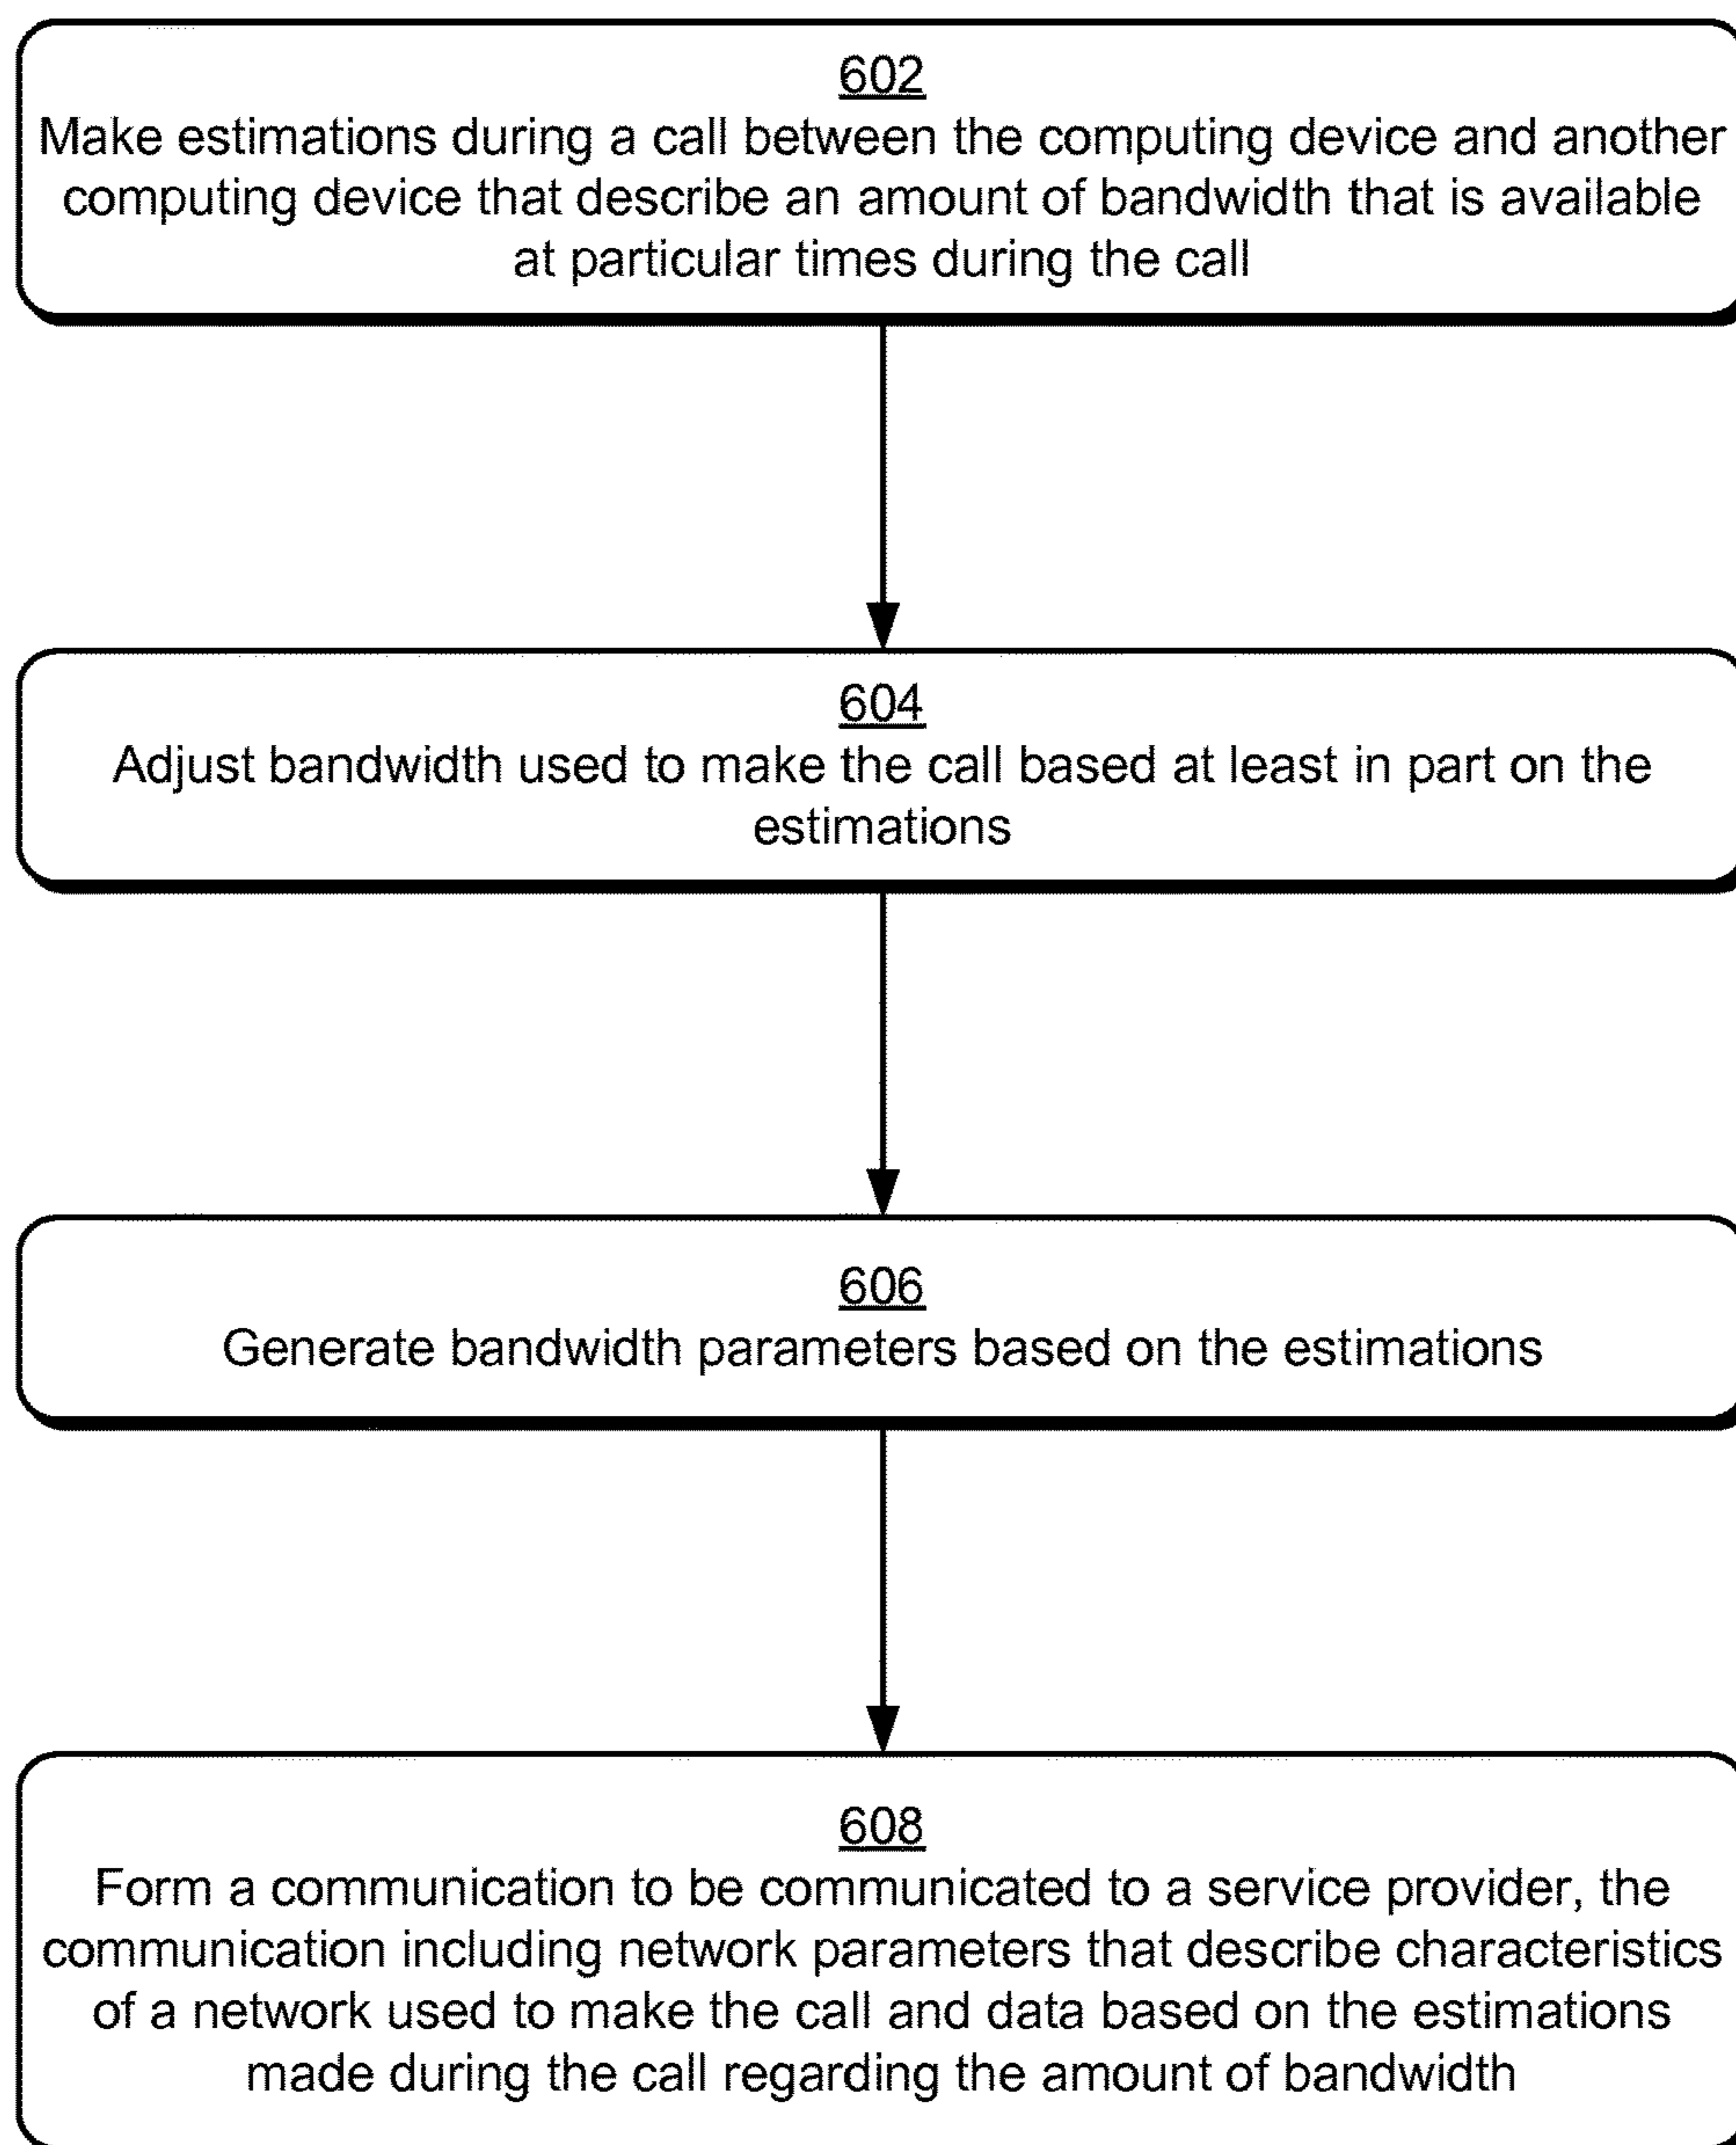 602
Make estimations during a call between the computing device and another
computing device that describe an amount of bandwidth that is available
at particular times during the call
604
Adjust bandwidth used to make the call based at least in part on the
estimations
606
Generate bandwidth parameters based on the estimations
608
Form a communication to be communicated to a service provider, the
communication including network parameters that describe characteristics
of a network used to make the call and data based on the estimations
made during the call regarding the amount of bandwidth